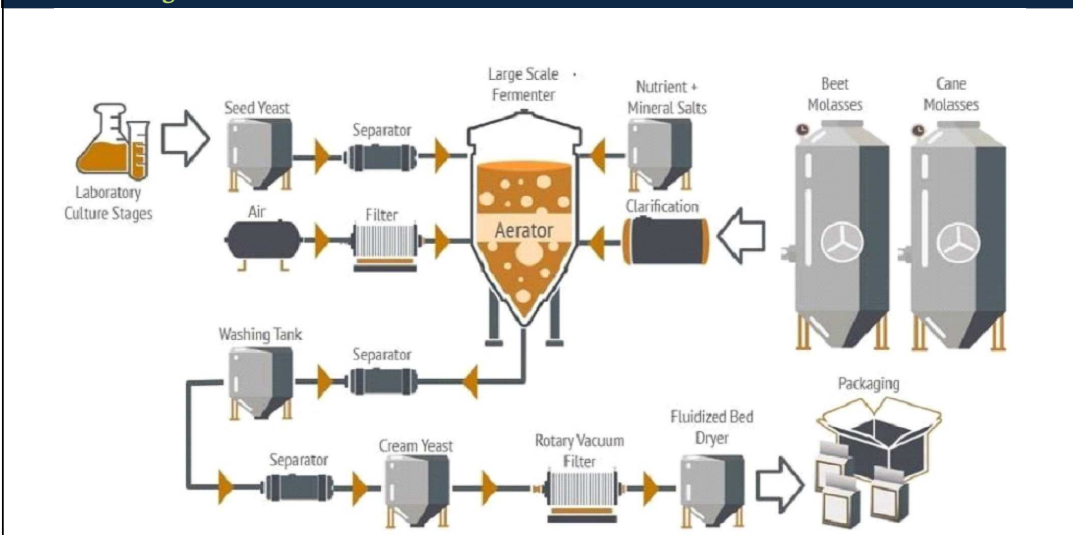 Large Scale
Fermenter
Nutrient +
Mineral Salts
Beet
Molasses
Cane
Molasses
Seed Yeast
Separator
Laboratory
Culture Stages
Air
Filter
Aerator
Clarification
Washing Tank
Separator
Packaging
Fluidized Bed
Dryer
Separator
Cream Yeast
Rotary Vacuum
Filter